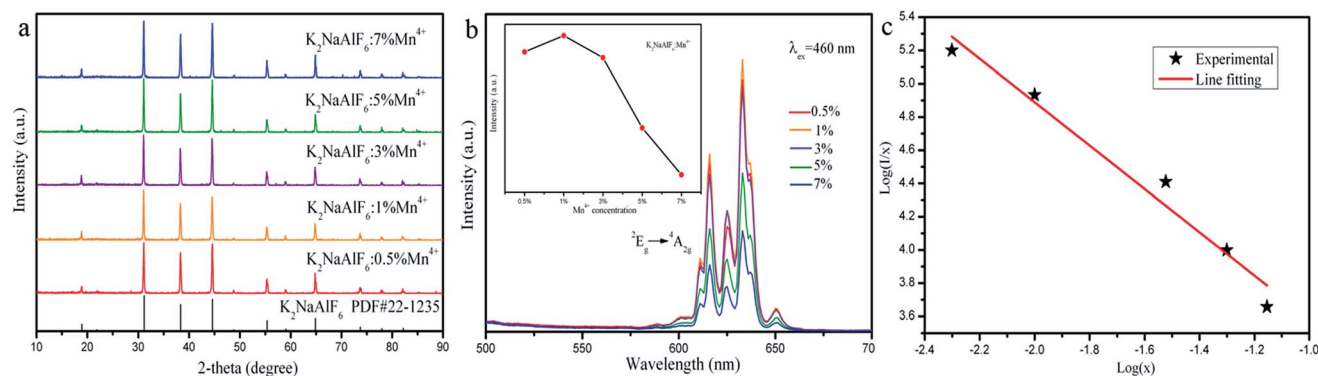 a
K₂NaAlF₆:7%Mn⁴⁺
K₂NaAlF₆:5%Mn⁴⁺
K₂NaAlF₆:3%Mn⁴⁺
K₂NaAlF₆:1%Mn⁴⁺
K₂NaAlF₆:0.5%Mn⁴⁺
K₂NaAlF₆ PDF#22-1235
Intensity (a.u.)
10 20 30 40 50 60 70 80 90
2-theta (degree)
b
K₂NaAlF₆:Mn⁴⁺
Intensity (a.u.)
0.5% 1% 3% 5% 7%
Mn⁴⁺ concentration
λex=460 nm
0.5%
1%
3%
5%
7%
²Eg → ⁴A2g
Intensity (a.u.)
500 550 600 650 70
Wavelength (nm)
c
Experimental
Line fitting
5.4
5.2
5.0
4.8
4.4
4.2
4.0
3.8
3.6
Log(I/x)
-2.4 -2.2 -2.0 -1.8 -1.6 -1.4 -1.2 -1.0
Log(x)